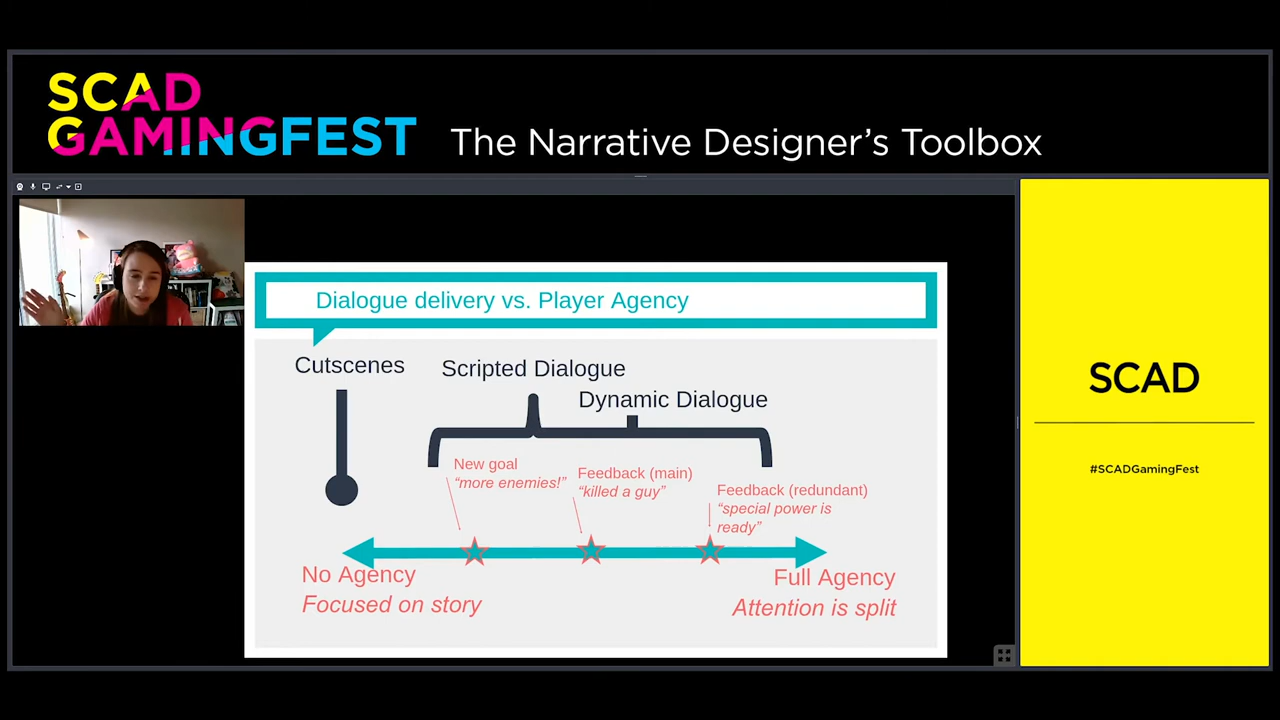 SCAD
GAMINGFEST
The Narrative Designer's Toolbox
Dialogue delivery vs. Player Agency
Cutscenes
Scripted Dialogue
Dynamic Dialogue
New goal
"more enemies!"
Feedback (main)
"killed a guy"
Feedback (redundant)
"special power is
ready"
No Agency
Focused on story
Full Agency
Attention is split
SCAD
#SCADGamingFest